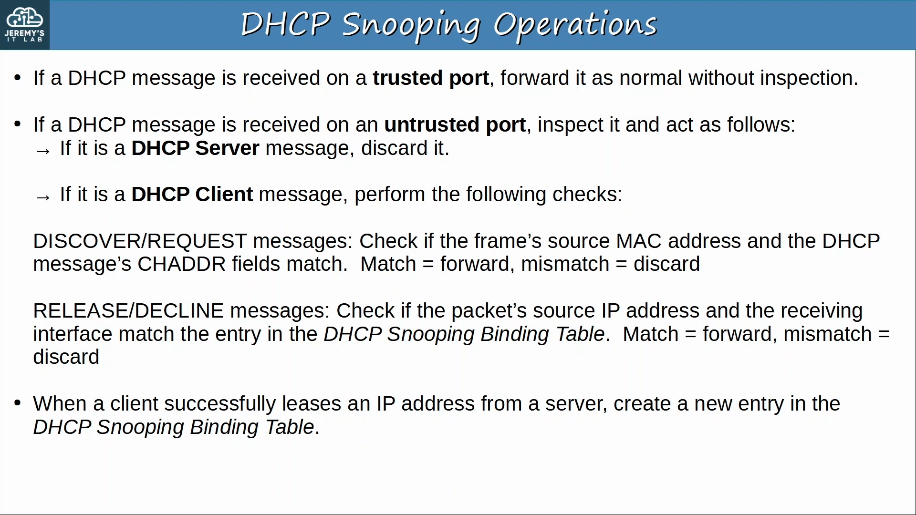 JEREMY'S
IT LAB
DHCP Snooping Operations
• If a DHCP message is received on a trusted port, forward it as normal without inspection.
• If a DHCP message is received on an untrusted port, inspect it and act as follows:
→ If it is a DHCP Server message, discard it.
→ If it is a DHCP Client message, perform the following checks:
DISCOVER/REQUEST messages: Check if the frame's source MAC address and the DHCP
message's CHADDR fields match.  Match = forward, mismatch = discard
RELEASE/DECLINE messages: Check if the packet's source IP address and the receiving
interface match the entry in the DHCP Snooping Binding Table.  Match = forward, mismatch =
discard
• When a client successfully leases an IP address from a server, create a new entry in the
DHCP Snooping Binding Table.